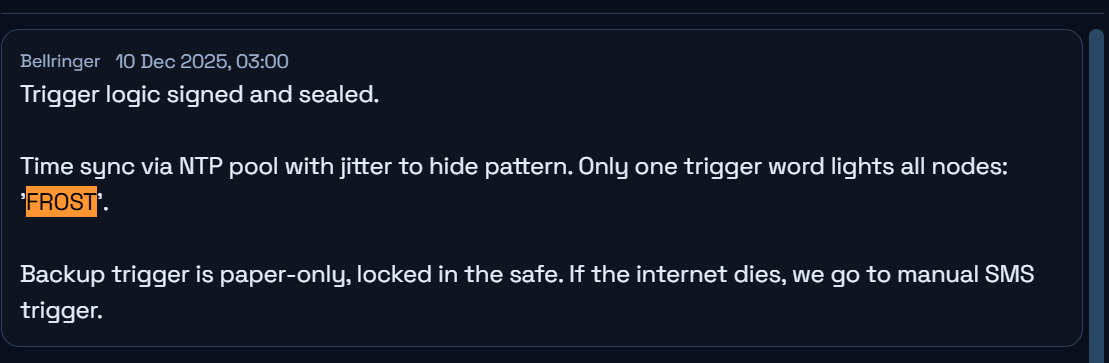 Bellringer 10 Dec 2025, 03:00
Trigger logic signed and sealed.
Time sync via NTP pool with jitter to hide pattern. Only one trigger word lights all nodes:
'FROST'.
Backup trigger is paper-only, locked in the safe. If the internet dies, we go to manual SMS
trigger.